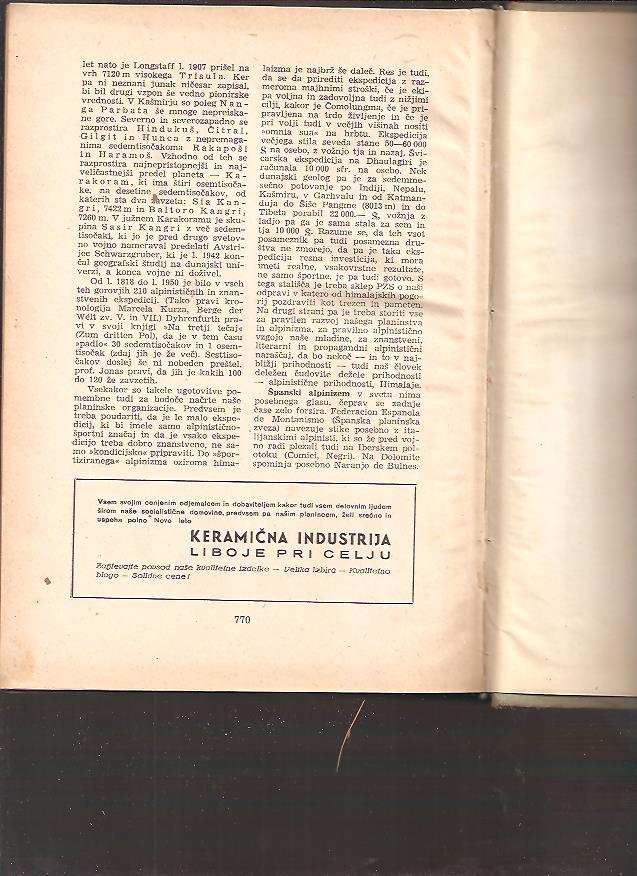 let nato je Longstaff l. 1907 prišel na
vrh 7120 m visokega Trisula. Ker
pa ni neznani junak ničesar zapisal,
bi bil drugi vzpon še vedno pionirske
vrednosti. V Kašmirju so poleg Nan-
ga Parbata še mnoge nepreiska-
ne gore. Severno in severozapadno se
razprostira Hindukuš, Čitral,
Gilgit in Hunca z nepremaga-
nima sedemtisočakoma Rakapoši
in Haramoš. Vzhodno od teh se
razprostira najnepristopnejši in naj-
veličastnejši predel planeta — Ka-
rakoram, ki ima štiri osemtisoča-
ke, na desetine sedemtisočakov, od
katerih sta dva zavzeta: Sia Kan-
gri, 7422 m in Baltoro Kangri,
7260 m. V južnem Karakoramu je sku-
pina Sasir Kangri z več sedem-
tisočaki, ki jo je pred drugo svetov-
no vojno nameraval predelati Avstri-
jec Schwarzgruber, ki je l. 1942 kon-
čal geografski študij na dunajski uni-
verzi, a konca vojne ni doživel.
Od l. 1818 do l. 1950 je bilo v vseh
teh gorovjih 210 alpinističnih in zna-
stvenih ekspedicij. (Tako pravi kro-
nologija Marcela Kurza, Berge der
Welt zv. V. in VII.) Dyhrenfurth pra-
vi v svoji knjigi »Na tretji tečaj«
(Zum dritten Pol), da je v tem času
»padlo« 30 sedemtisočakov in 1 osem-
tisočak (zdaj jih je že več). Šesttiso-
čakov doslej še ni nobeden preštel,
prof. Jonas pravi, da jih je kakih 100
do 120 že zavzetih.
Vsekakor so takele ugotovitve po-
membne tudi za bodoče načrte naše
planinske organizacije. Predvsem je
treba poudariti, da je le malo ekspe-
dicij, ki bi imele samo alpinistično-
športni značaj in da je vsako ekspe-
dicijo treba dobro znanstveno, ne sa-
mo »kondicijsko« pripraviti. Do »špor-
tiziranega« alpinizma oziroma hima-
laizma je najbrž še daleč. Res je tudi,
da se da prirediti ekspedicija z raz-
meroma majhnimi stroški, če je eki-
pa voljna in zadovoljna tudi z nižjimi
cilji, kakor je Čomolungma, če je pri-
pravljena na trdo življenje in če je
pri volji tudi v večjih višinah nositi
»omnia sua« na hrbtu. Ekspedicija
večjega stila seveda stane 50—60 000
$ na osebo, z vožnjo tja in nazaj. Švi-
carska ekspedicija na Dhaulagiri je
računala 10 000 sfr. na osebo. Nek
dunajski geolog pa je za sedemme-
sečno potovanje po Indiji, Nepalu,
Kašmiru, v Garhvalu in od Katman-
duja do Siše Pangme (8013 m) in do
Tibeta porabil 22 000.— S, vožnja z
ladjo pa ga je sama stala za sem in
tja 10 000 S. Razume se, da teh vsot
posameznik pa tudi posamezna dru-
štva ne zmorejo, da pa je taka eks-
pedicija resna investicija, ki mora
imeti realne, vsakovrstne rezultate,
ne samo športne, je pa tudi gotovo. S
tega stališča je treba sklep PZS o naši
odpravi v katero od himalajskih pogo-
rij pozdraviti kot trezen in pameten.
Na drugi strani pa je treba storiti vse
za pravilen razvoj našega planinstva
in alpinizma, za pravilno alpinistično
vzgojo naše mladine, za znanstveni,
literarni in propagandni alpinistični
naraščaj, da bo nekoč — in to v naj-
bližji prihodnosti — tudi naš človek
deležen čudovite dežele prihodnosti
— alpinistične prihodnosti, Himalaje.
Španski alpinizem v svetu nima
posebnega glasu, čeprav se zadnje
čase zelo forsira. Federacion Espanola
de Montanismo (Španska planinska
zveza) navezuje stike posebno z ita-
lijanskimi alpinisti, ki so že pred voj-
no radi plezali tudi na Iberskem pol-
otoku (Comici, Negri). Na Dolomite
spominja posebno Naranjo de Bulnes.
Vsem svojim cenjenim odjemalcem in dobaviteljem kakor tudi vsem delovnim ljudem
širom naše socialistične domovine, predvsem pa našim planincem, želi srečno in
uspeha polno Novo leto
KERAMIČNA INDUSTRIJA
LIBOJE PRI CELJU
Zahtevajte povsod naše kvalitetne izdelke — Velika izbira — Kvalitetno
blago — Solidne cene!
770